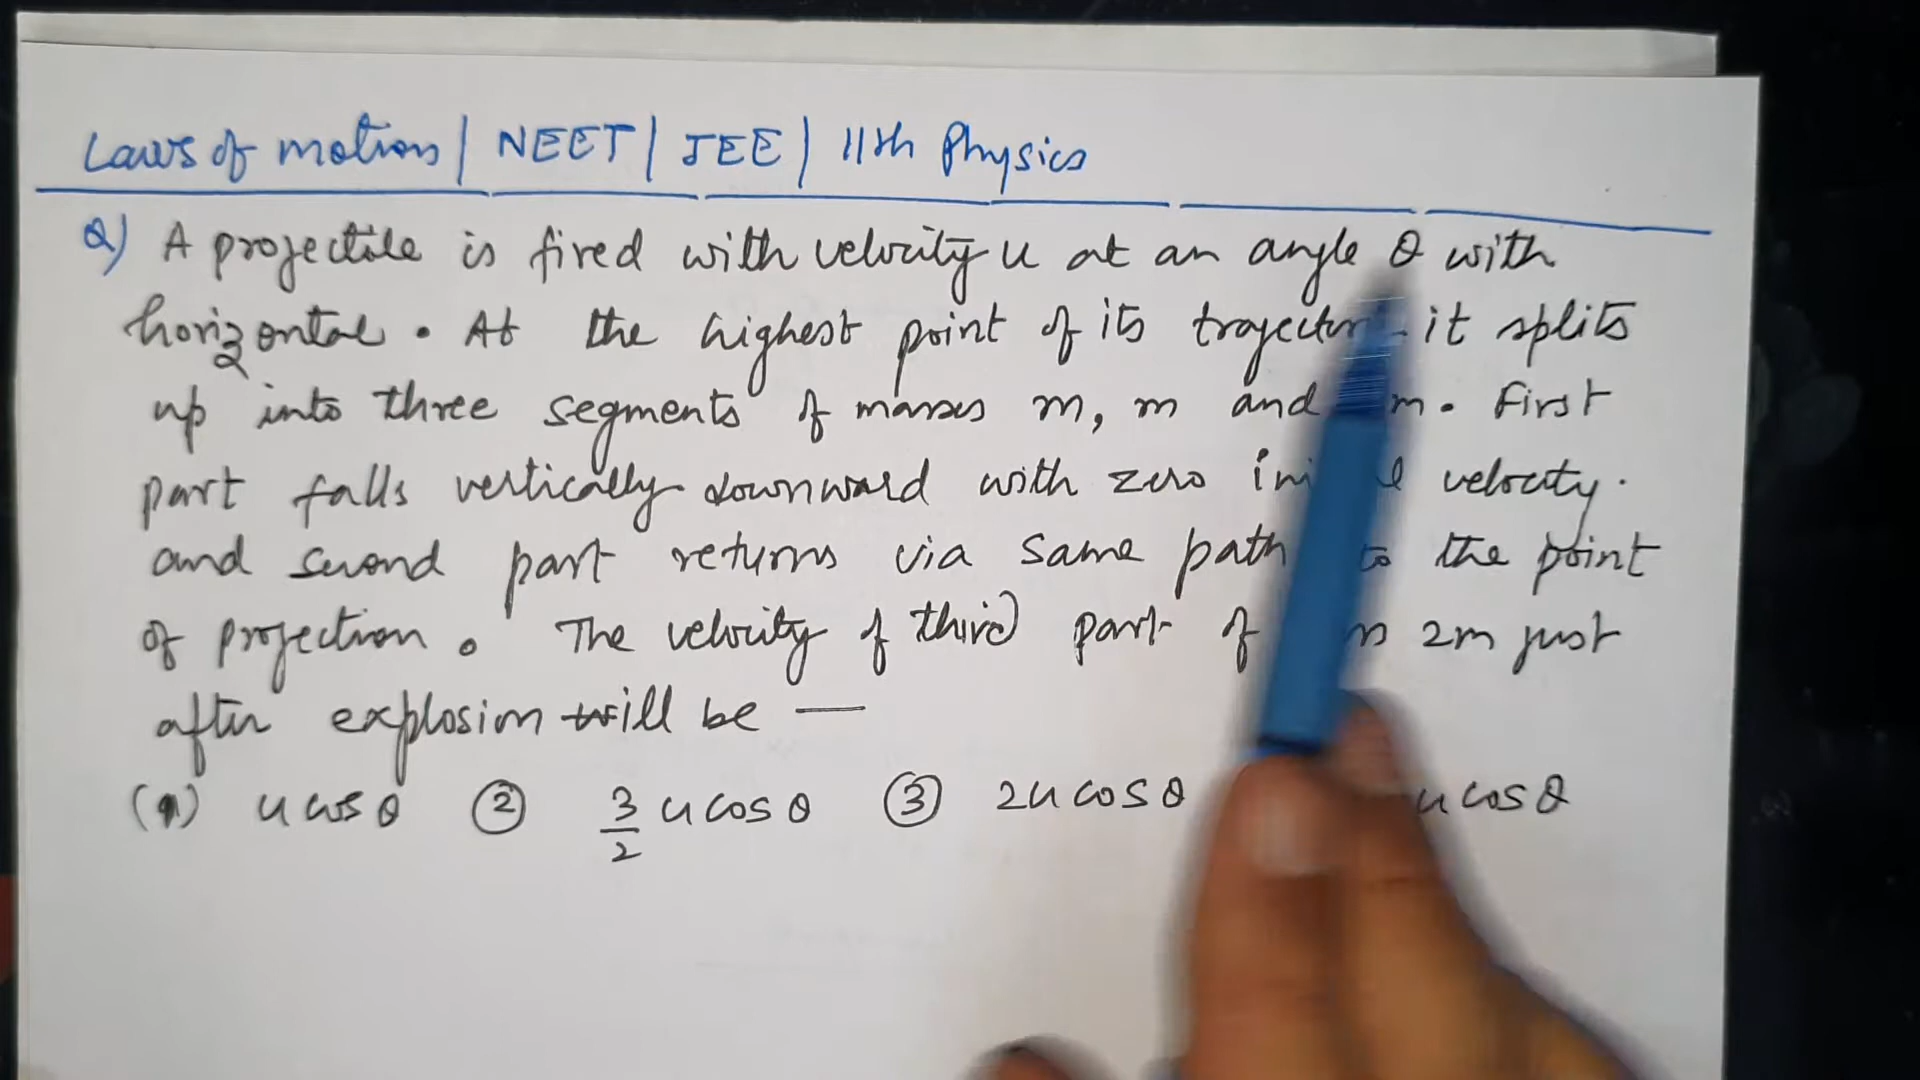 Laws of motion | NEET | JEE | 11th Physics
Q) A projectile is fired with velocity u at an angle θ with
horizontal. At the highest point of its it splits
up into three segments of masses m, m and m. First
part falls vertically downward with zero velocity.
and second part returns via same path to the point
of projection. The velocity of third part of 2m just
after explosion will be —
(1) u cos θ (2) 3/2 u cos θ (3) 2u cos θ u cos θ